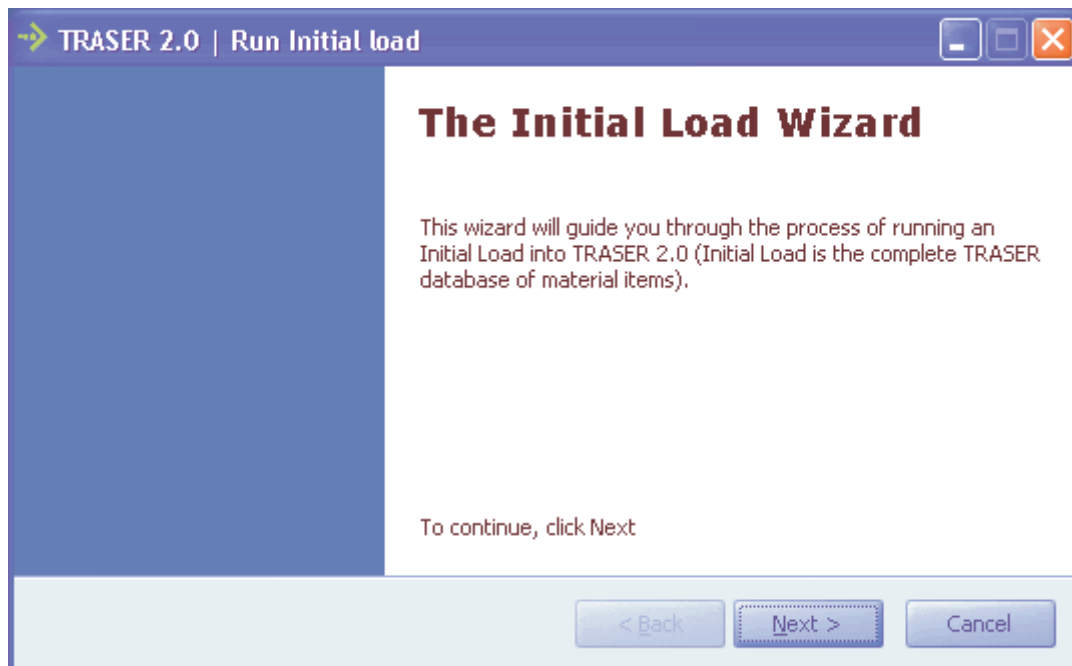 TRASER 2.0 | Run Initial load
The Initial Load Wizard
This wizard will guide you through the process of running an
Initial Load into TRASER 2.0 (Initial Load is the complete TRASER
database of material items).
To continue, click Next
< Back Next > Cancel